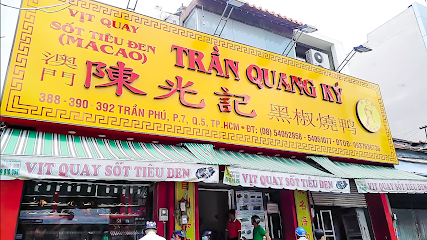 VỊT QUAY
SỐT TIÊU ĐEN
(MACAO)
TRẦN QUANG KÝ
澳門
陳光記
黑椒燒鴨
388 - 390 - 392 TRẦN PHÚ, P.7, Q.5, TP.HCM
VỊT QUAY SỐT TIÊU ĐEN
VỊT QUAY SỐT TIÊU ĐEN
VỊT QUAY SỐT TIÊU ĐEN